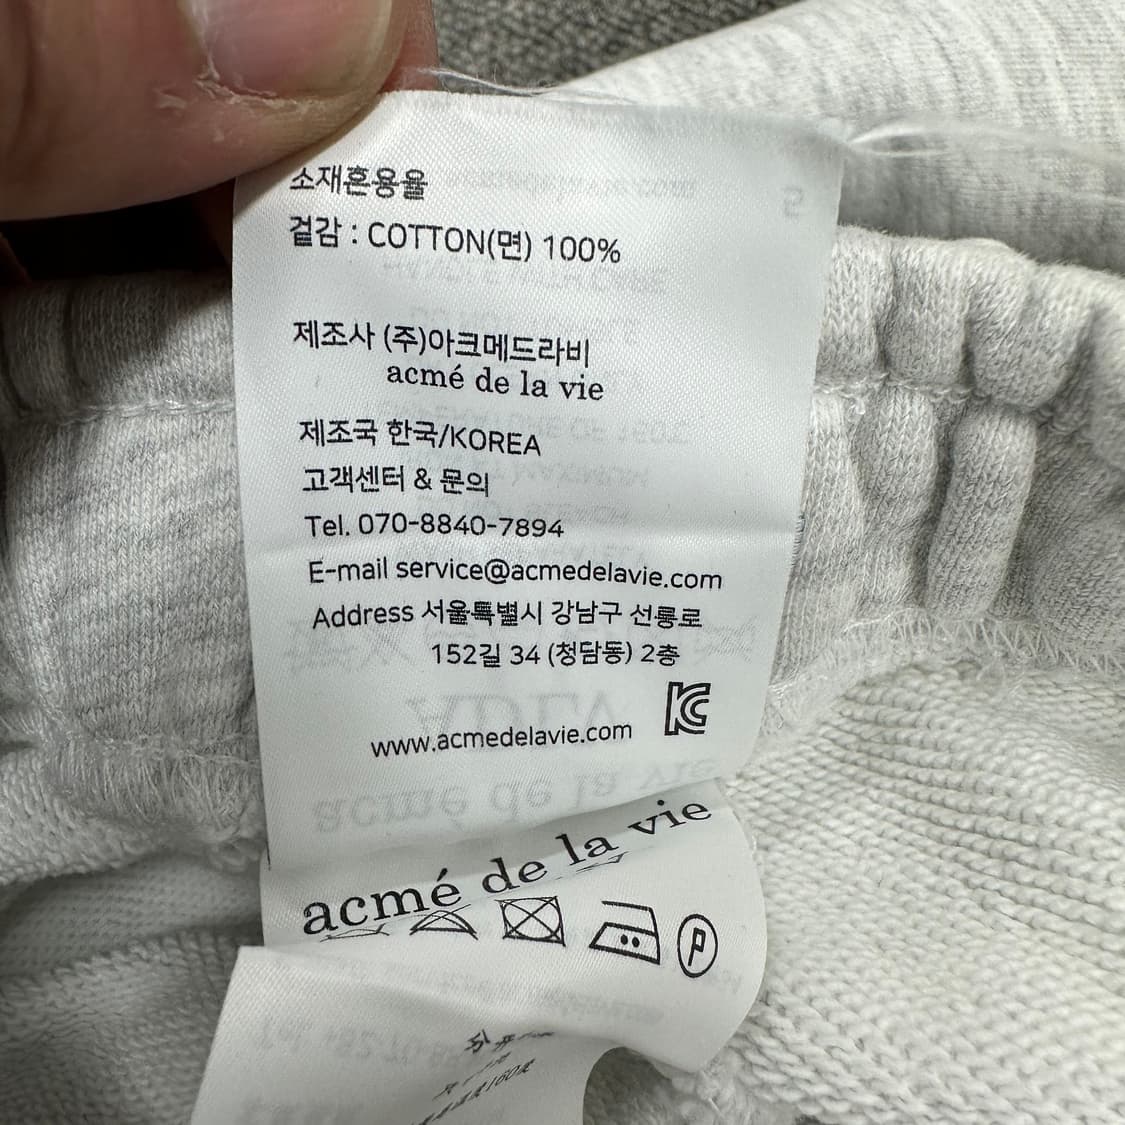 소재혼용율
겉감 : COTTON(면) 100%
제조사 (주)아크메드라비
acmé de la vie
제조국 한국/KOREA
고객센터 & 문의
Tel. 070-8840-7894
E-mail service@acmedelavie.com
Address 서울특별시 강남구 선릉로
152길 34 (청담동) 2층
www.acmedelavie.com
acmé de la vie
P